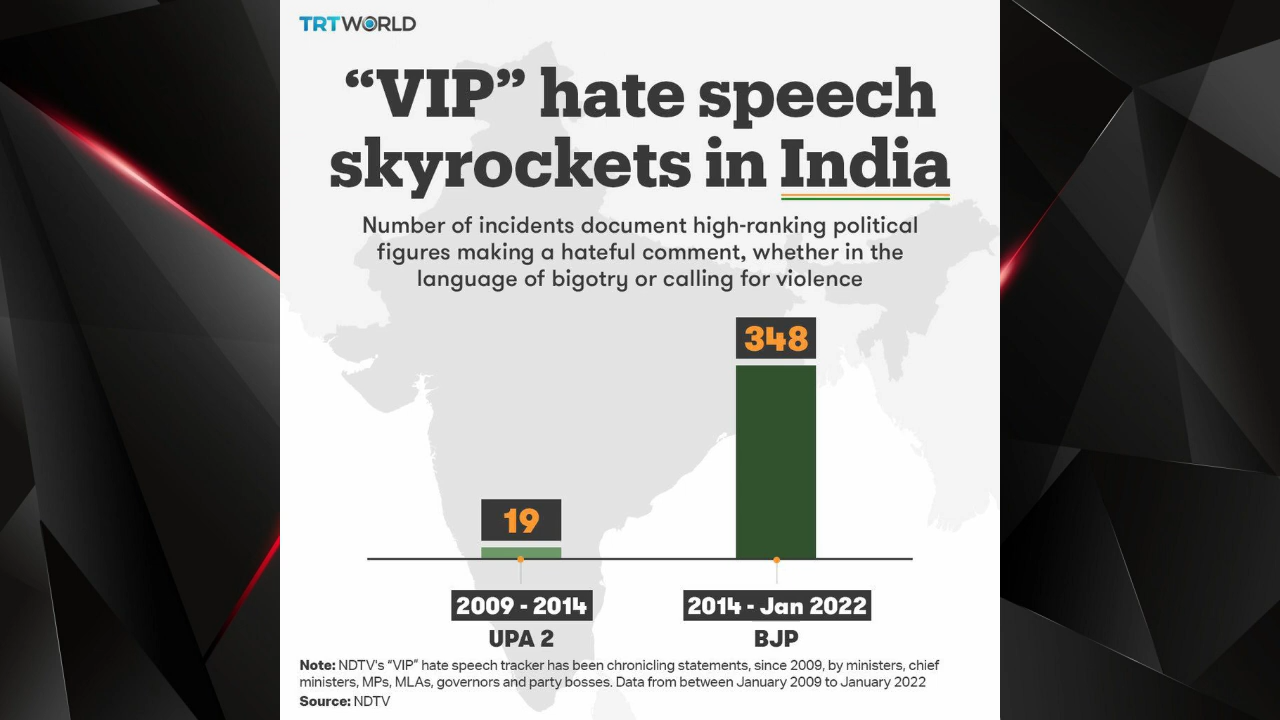 TRT WORLD
“VIP” hate speech
skyrockets in India
Number of incidents document high-ranking political
figures making a hateful comment, whether in the
language of bigotry or calling for violence
348
19
2009 - 2014
2014 - Jan 2022
UPA 2
BJP
Note: NDTV's “VIP” hate speech tracker has been chronicling statements, since 2009, by ministers, chief
ministers, MPs, MLAs, governors and party bosses. Data from between January 2009 to January 2022
Source: NDTV